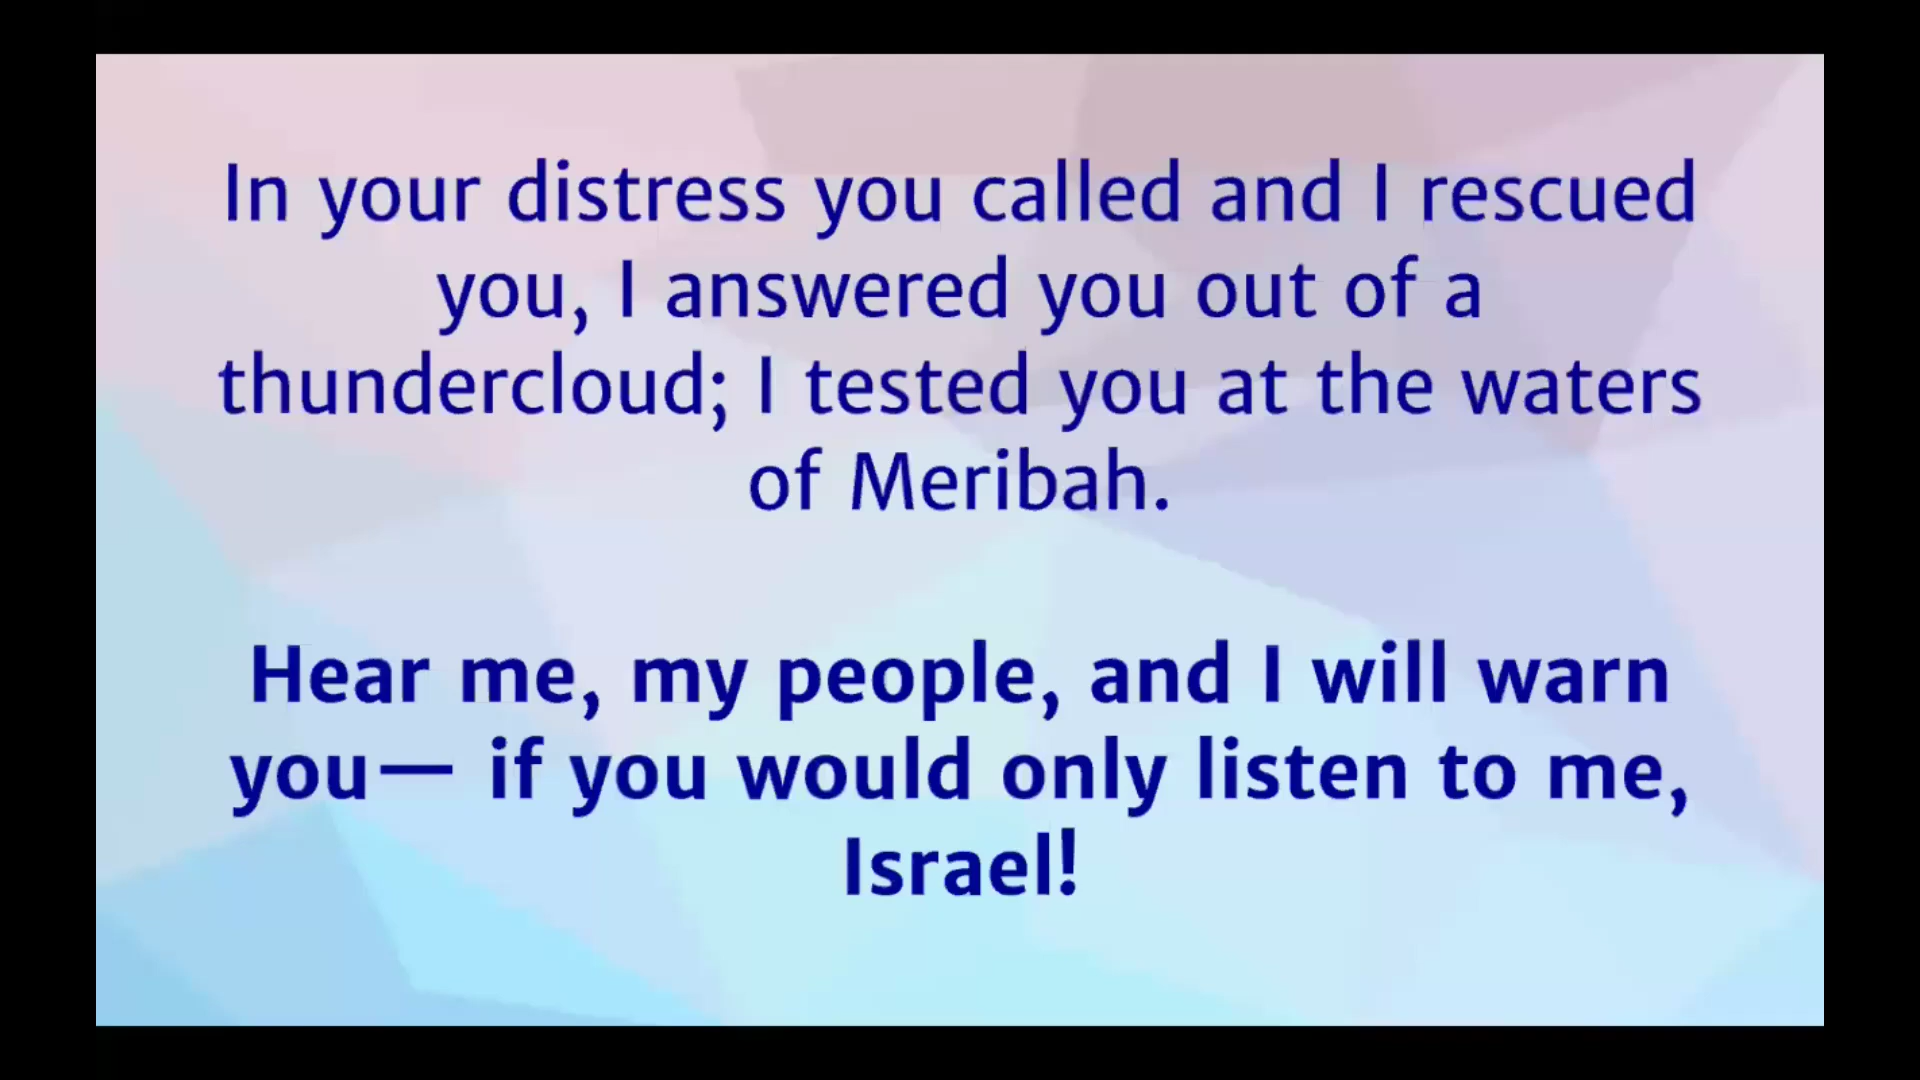 In your distress you called and I rescued
you, I answered you out of a
thundercloud; I tested you at the waters
of Meribah.
Hear me, my people, and I will warn
you— if you would only listen to me,
Israel!